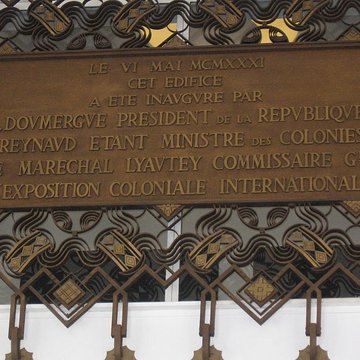 LE VI MAI MCMXXXI
CET EDIFICE
A ETE INAVGVRE PAR
DOVMERGVE PRESIDENT DE LA REPVBLIQVE
REYNAVD ETANT MINISTRE DES COLONIES
MARECHAL LYAVTEY COMMISSAIRE G
EXPOSITION COLONIALE INTERNATIONAL